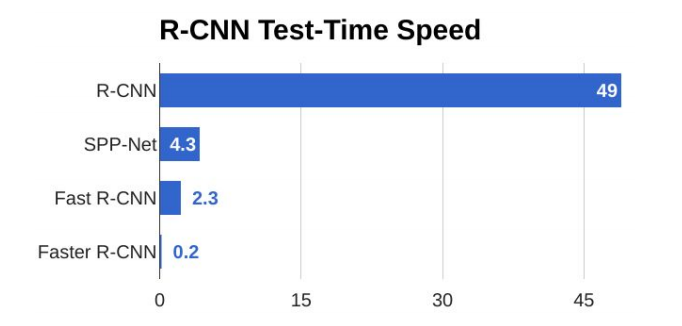 R-CNN Test-Time Speed
R-CNN 49
SPP-Net 4.3
Fast R-CNN 2.3
Faster R-CNN 0.2
0 15 30 45